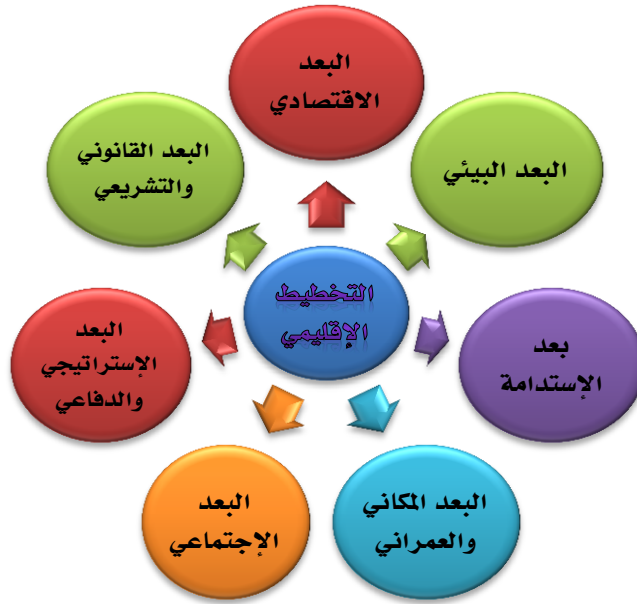 البعد
الاقتصادي
البعد البيئي
بعد
الإستدامة
البعد المكاني
والعمراني
البعد
الإجتماعي
البعد
الإستراتيجي
والدفاعي
البعد القانوني
والتشريعي
التخطيط
الإقليمي